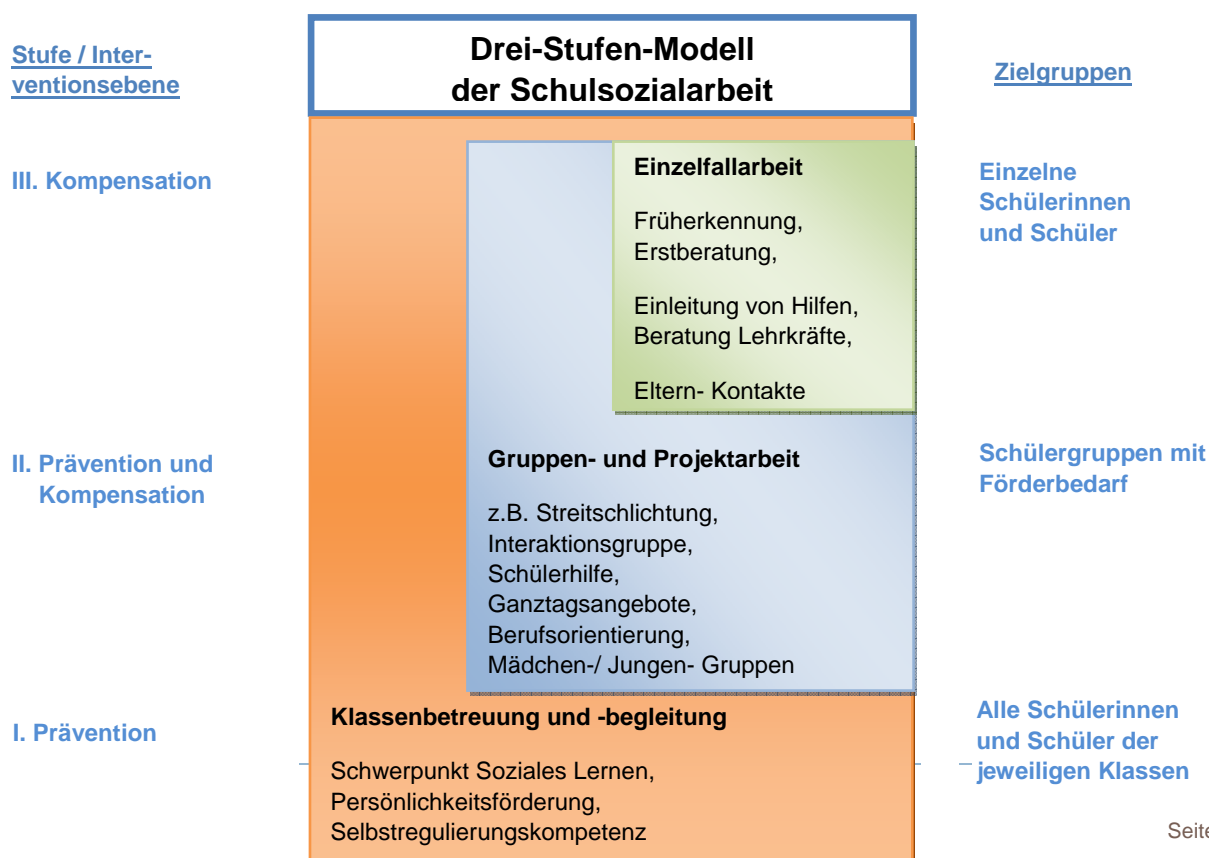 Stufe / Inter-
ventionsebene
Drei-Stufen-Modell
der Schulsozialarbeit
Zielgruppen
III. Kompensation
Einzelfallarbeit
Früherkennung,
Erstberatung,
Einleitung von Hilfen,
Beratung Lehrkräfte,
Eltern- Kontakte
Einzelne
Schülerinnen
und Schüler
II. Prävention und
Kompensation
Gruppen- und Projektarbeit
z.B. Streitschlichtung,
Interaktionsgruppe,
Schülerhilfe,
Ganztagsangebote,
Berufsorientierung,
Mädchen-/ Jungen- Gruppen
Schülergruppen mit
Förderbedarf
I. Prävention
Klassenbetreuung und -begleitung
Schwerpunkt Soziales Lernen,
Persönlichkeitsförderung,
Selbstregulierungskompetenz
Alle Schülerinnen
und Schüler der
jeweiligen Klassen
Seite